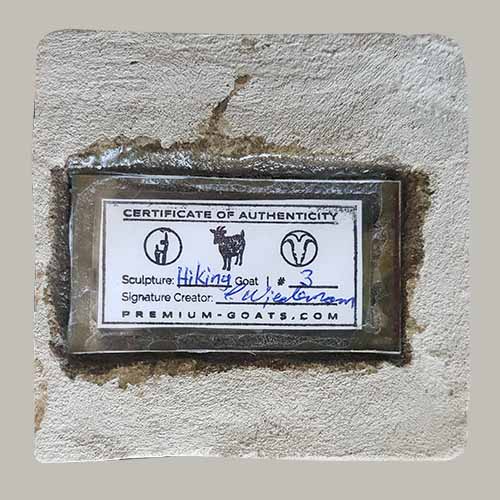 CERTIFICATE OF AUTHENTICITY
Sculpture: Hiking Goat | # 3
Signature Creator:
PREMIUM-GOATS.COM